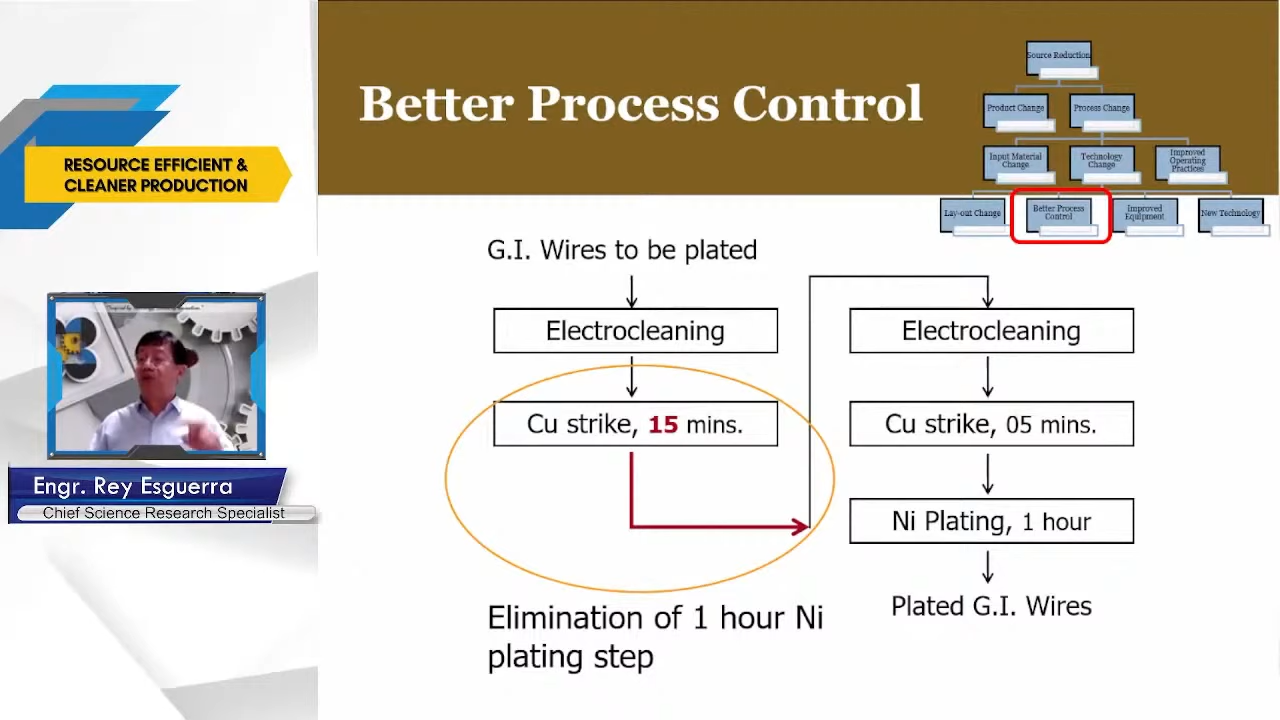 RESOURCE EFFICIENT &
CLEANER PRODUCTION
Engr. Rey Esguerra
Chief Science Research Specialist
Better Process Control
Source Reduction
Product Change
Process Change
Input Material
Change
Technology
Change
Improved
Operating
Practices
Lay-out Change
Better Process
Control
Improved
Equipment
New Technology
G.I. Wires to be plated
Electrocleaning
Cu strike, 15 mins.
Elimination of 1 hour Ni
plating step
Electrocleaning
Cu strike, 05 mins.
Ni Plating, 1 hour
Plated G.I. Wires